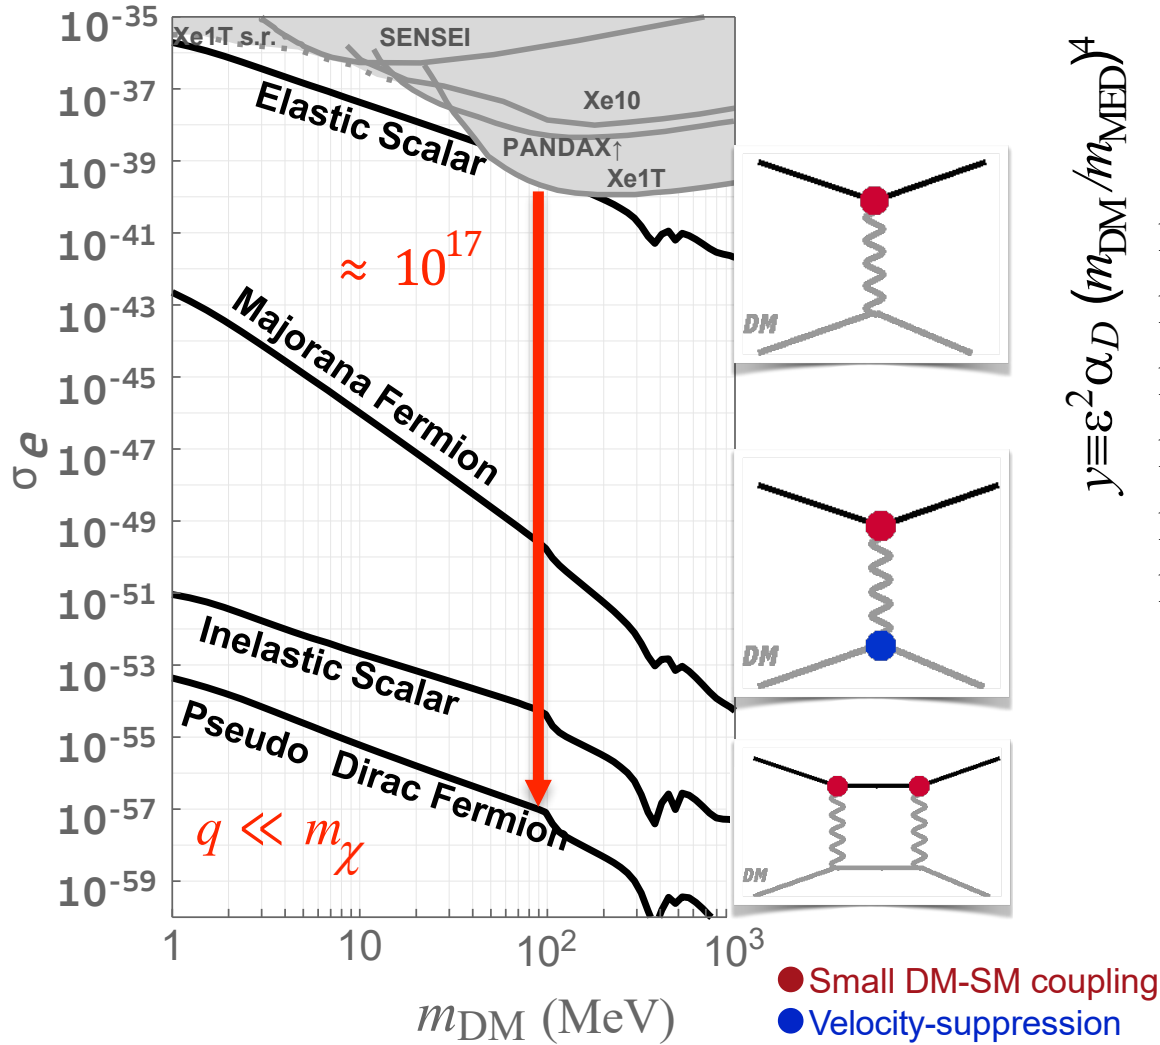 10⁻³⁵
10⁻³⁷
10⁻³⁹
10⁻⁴¹
10⁻⁴³
10⁻⁴⁵
10⁻⁴⁷
10⁻⁴⁹
10⁻⁵¹
10⁻⁵³
10⁻⁵⁵
10⁻⁵⁷
10⁻⁵⁹
σe
Xe1T s.r.
SENSEI
Xe10
PANDAX↑
Xe1T
Elastic Scalar
≈ 10¹⁷
Majorana Fermion
Inelastic Scalar
Pseudo Dirac Fermion
q ≪ mχ
1
10
10²
10³
mDM (MeV)
DM
DM
DM
y≡ε²αD (mDM/mMED)⁴
Small DM-SM coupling
Velocity-suppression